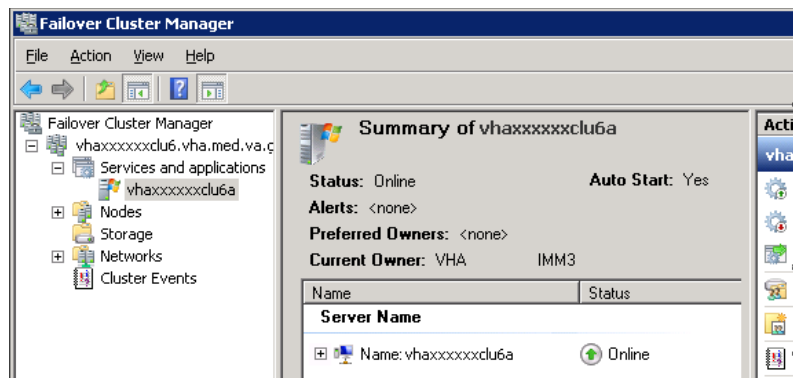 Failover Cluster Manager
File Action View Help
Failover Cluster Manager
vhaxxxxxxclu6.vha.med.va.g
Services and applications
vhaxxxxxxclu6a
Nodes
Storage
Networks
Cluster Events
Summary of vhaxxxxxxclu6a
Status: Online Auto Start: Yes
Alerts: <none>
Preferred Owners: <none>
Current Owner: VHA IMM3
Name Status
Server Name
Name: vhaxxxxxxclu6a Online
Acti
vha